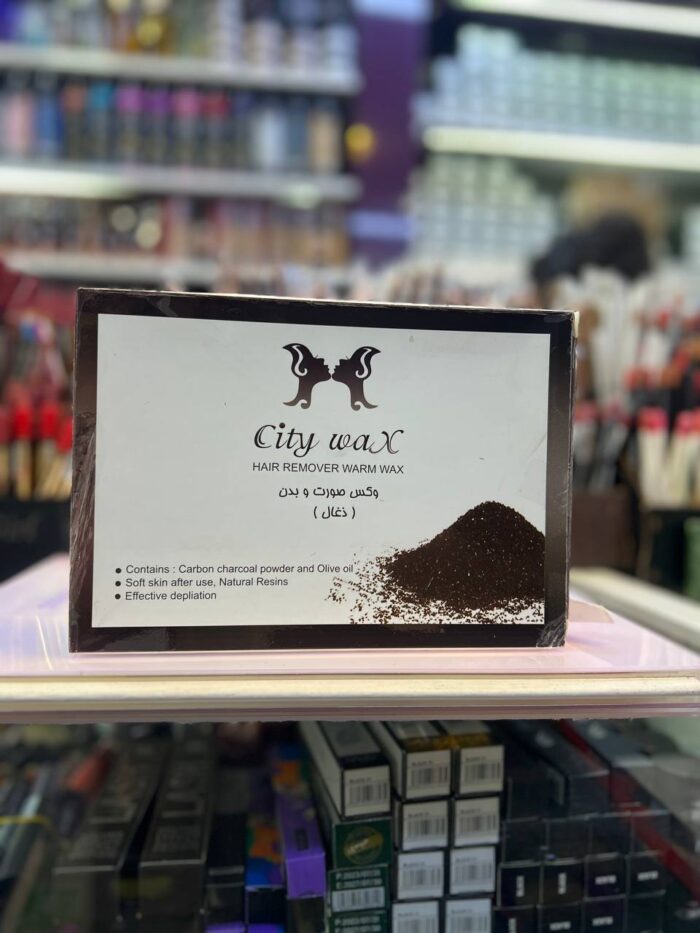 City waX
HAIR REMOVER WARM WAX
وکس صورت و بدن
( ذغال )
• Contains : Carbon charcoal powder and Olive oil
• Soft skin after use, Natural Resins
• Effective depliation